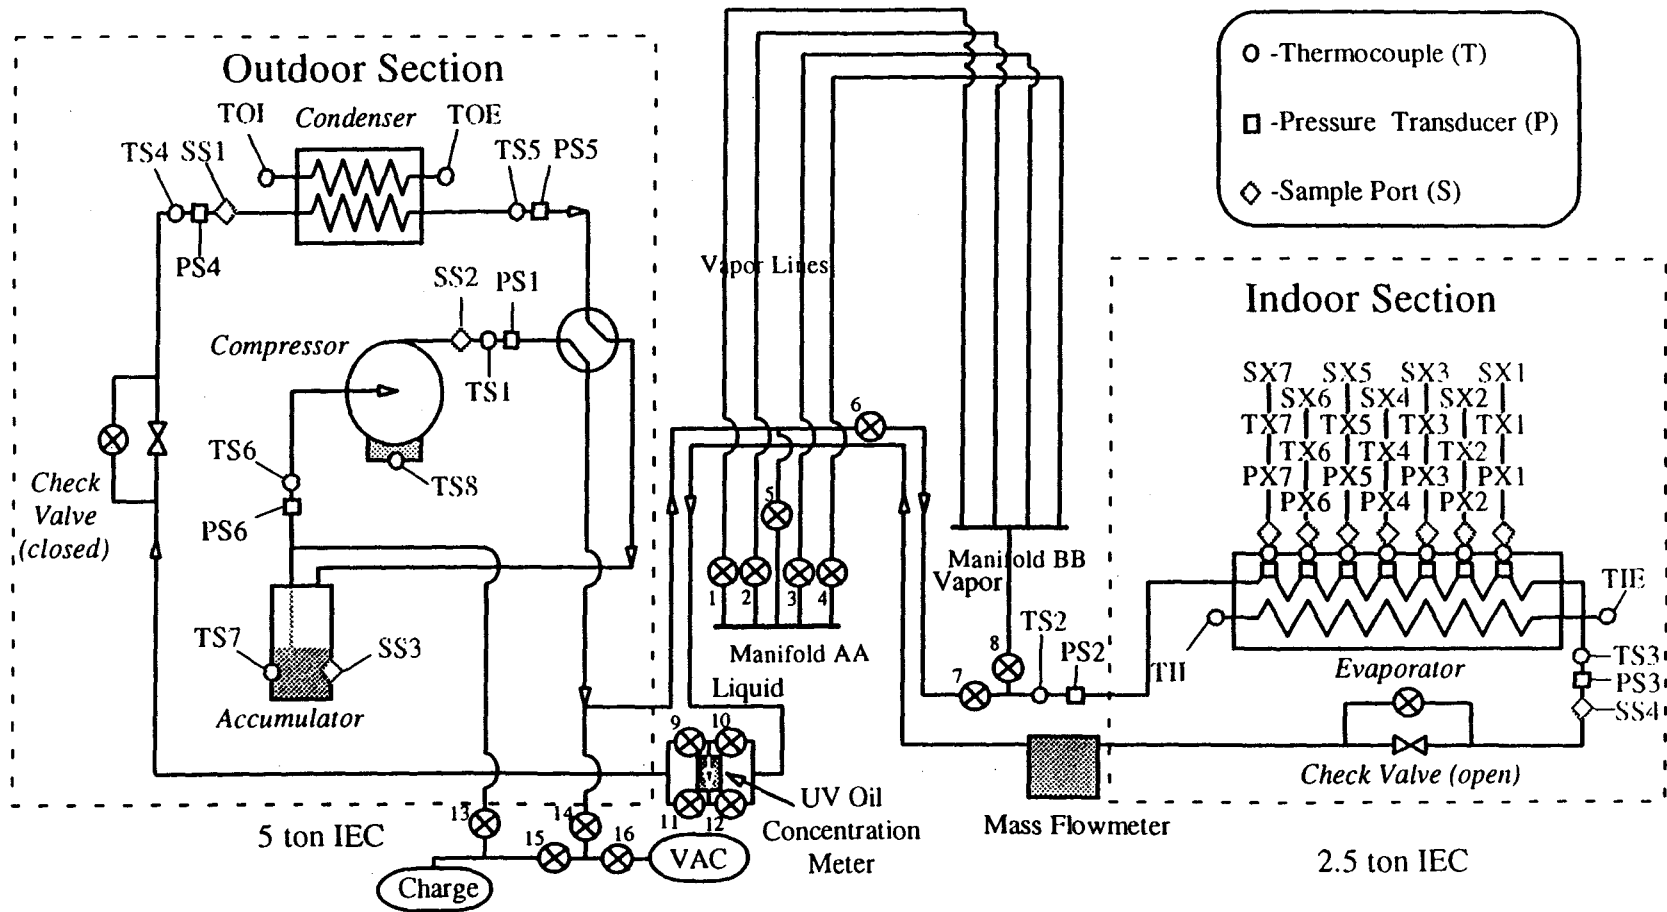 Outdoor Section
TOI
Condenser
TOE
TS4 SS1
TS5 PS5
PS4
SS2 PS1
Compressor
TS1
TS6
TS8
PS6
Check
Valve
(closed)
TS7
SS3
Accumulator
5 ton IEC
13
14
15
16
Charge
VAC
Vapor Lines
6
5
1
2
3
4
Manifold AA
Liquid
9
10
11
12
UV Oil
Concentration
Meter
Manifold BB
Vapor
8
7
TS2
PS2
Mass Flowmeter
○ -Thermocouple (T)
□ -Pressure Transducer (P)
◇ -Sample Port (S)
Indoor Section
SX7 SX5 SX3 SX1
SX6 SX4 SX2
TX7 TX5 TX3 TX1
TX6 TX4 TX2
PX7 PX5 PX3 PX1
PX6 PX4 PX2
TII
TIE
Evaporator
TS3
PS3
SS4
Check Valve (open)
2.5 ton IEC